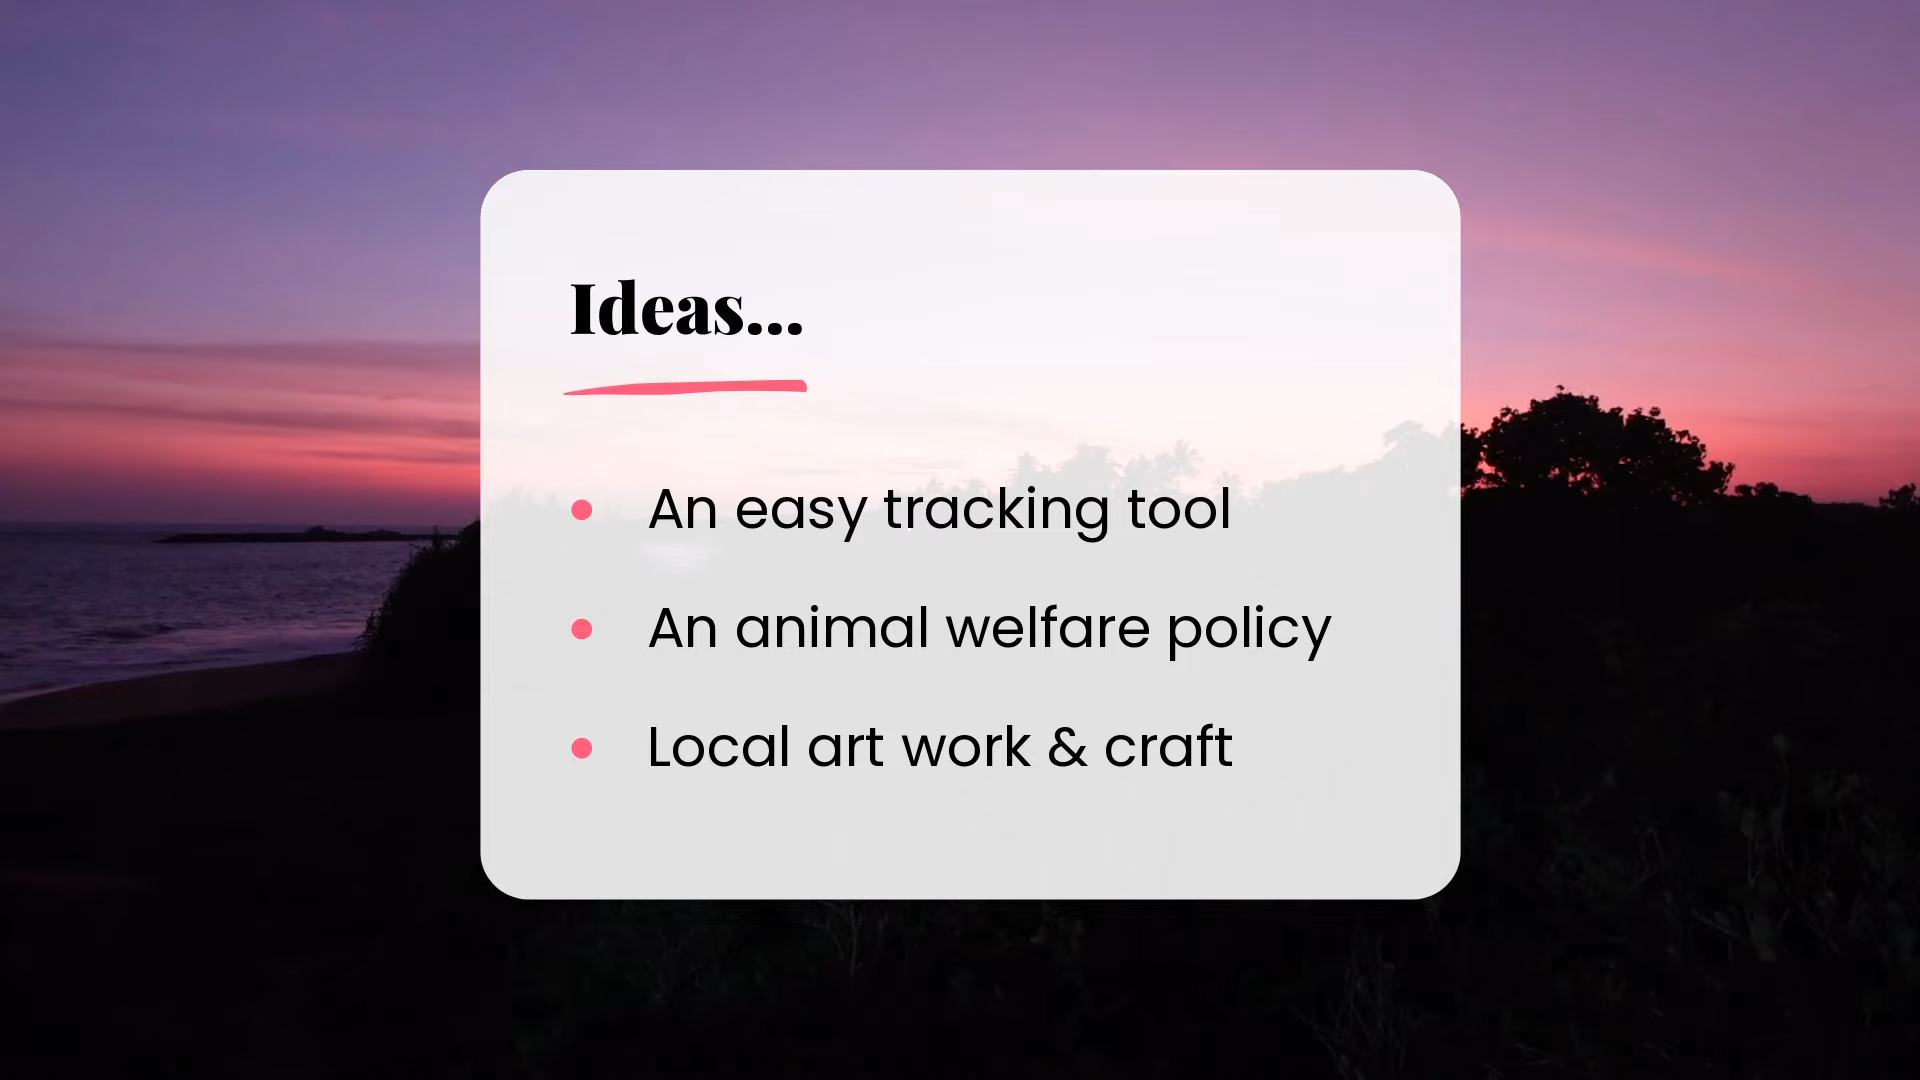 Ideas...
An easy tracking tool
An animal welfare policy
Local art work & craft